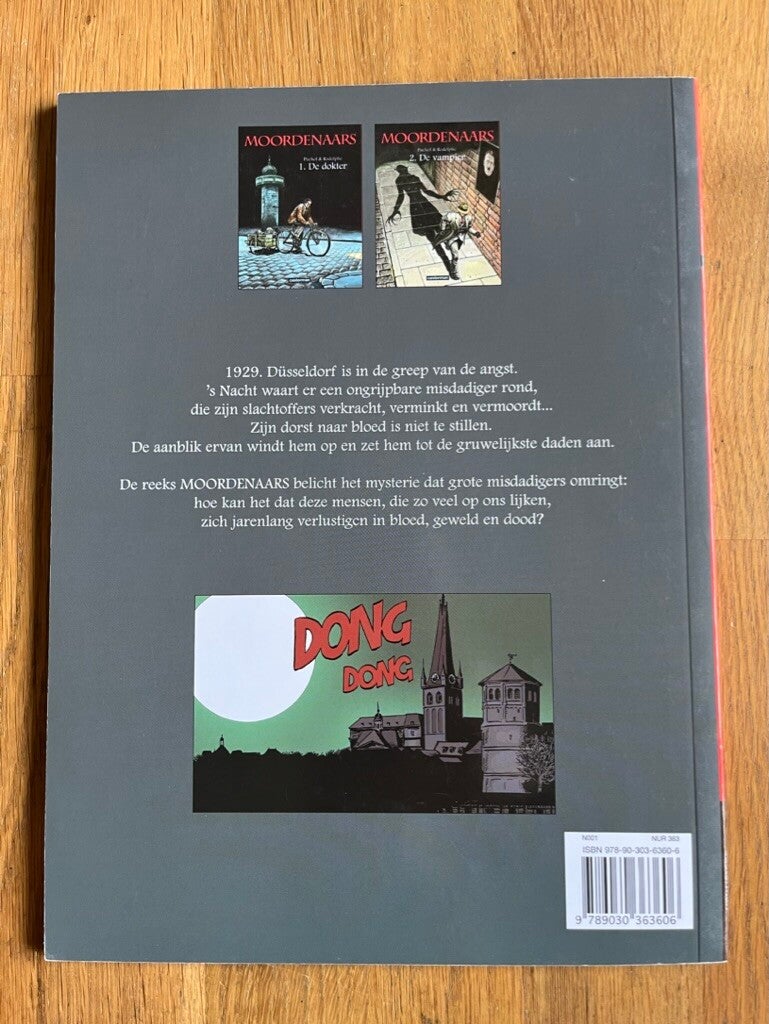 MOORDENAARS
Puchol & Rodolphe
1. De dokter
MOORDENAARS
Puchol & Rodolphe
2. De vampier
casterman
1929. Düsseldorf is in de greep van de angst.
's Nacht waart er een ongrijpbare misdadiger rond,
die zijn slachtoffers verkracht, verminkt en vermoordt...
Zijn dorst naar bloed is niet te stillen.
De aanblik ervan windt hem op en zet hem tot de gruwelijkste daden aan.
De reeks MOORDENAARS belicht het mysterie dat grote misdadigers omringt:
hoe kan het dat deze mensen, die zo veel op ons lijken,
zich jarenlang verlustigen in bloed, geweld en dood?
DONG
DONG
N001 NUR 363
ISBN 978-90-303-6360-6
9 789030 363606